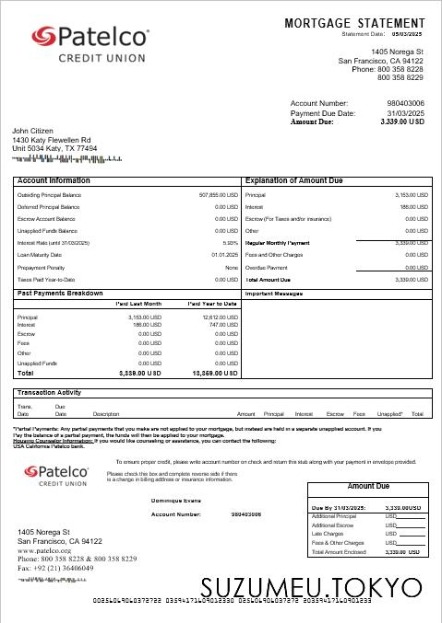 Patelco®
CREDIT UNION
MORTGAGE STATEMENT
Statement Date: 05/03/2025
1405 Norega St
San Francisco, CA 94122
Phone: 800 358 8228
800 358 8229
Account Number: 980403006
Payment Due Date: 31/03/2025
Amount Due: 3,339.00 USD
John Citizen
1430 Katy Flewellen Rd
Unit 5034 Katy, TX 77494
Account Information
Outsiding Principal Balance 507,855.00 USD
Deferred Principal Balance 0.00 USD
Escrow Account Balance 0.00 USD
Unapplied Funds Balance 0.00 USD
Interest Rate (until 31/03/2025)
Loan Maturity Date 01.01.2025
Prepayment Penalty None
Taxes Paid Year-to-Date 0.00 USD
Explanation of Amount Due
Principal 3,153.00 USD
Interest 186.00 USD
Escrow (For Taxes and/or insurance) 0.00 USD
Other 0.00 USD
Regular Monthly Payment 3,339.00 USD
Fees and Other Charges 0.00 USD
Overdue Payment 0.00 USD
Total Amount Due 3,339.00 USD
Past Payments Breakdown
Paid Last Month Paid Year to Date
Principal 3,153.00 USD 12,612.00 USD
Interest 186.00 USD 747.00 USD
Escrow 0.00 USD 0.00 USD
Fees 0.00 USD 0.00 USD
Other 0.00 USD 0.00 USD
Unapplied Funds 0.00 USD 0.00 USD
Total 3,339.00 USD 13,359.00 USD
Important Messages
Transaction Activity
Trans. Date Due Date Description Amount Principal Interest Escrow Fees Unapplied* Total
*Partial Payments: Any partial payments that you make are not applied to your mortgage, but instead are held in a separate unapplied account. If you
Pay the balance of a partial payment, the funds will then be applied to your mortgage.
Housing Counselor Information: If you would like counseling or assistance, you can contact the following:
USA California Patelco bank.
To ensure proper credit, please write account number on check and return the stub along with your payment in envelope provided.
Patelco®
CREDIT UNION
Please check the box and complete reverse side if there
is a change in billing address or insurance information.
Dominique Evans
Account Number: 980403006
Amount Due
Due By 31/03/2025: 3,339.00USD
Additional Principal USD
Additional Escrow USD
Late Charges USD
Fees & Other Charges USD
Total Amount Enclosed: 3,339.00 USD
1405 Norega St
San Francisco, CA 94122
www.patelco.org
Phone: 800 358 8228 & 800 358 8229
Fax: +92 (21) 36406049
SUZUMEU.TOKYO